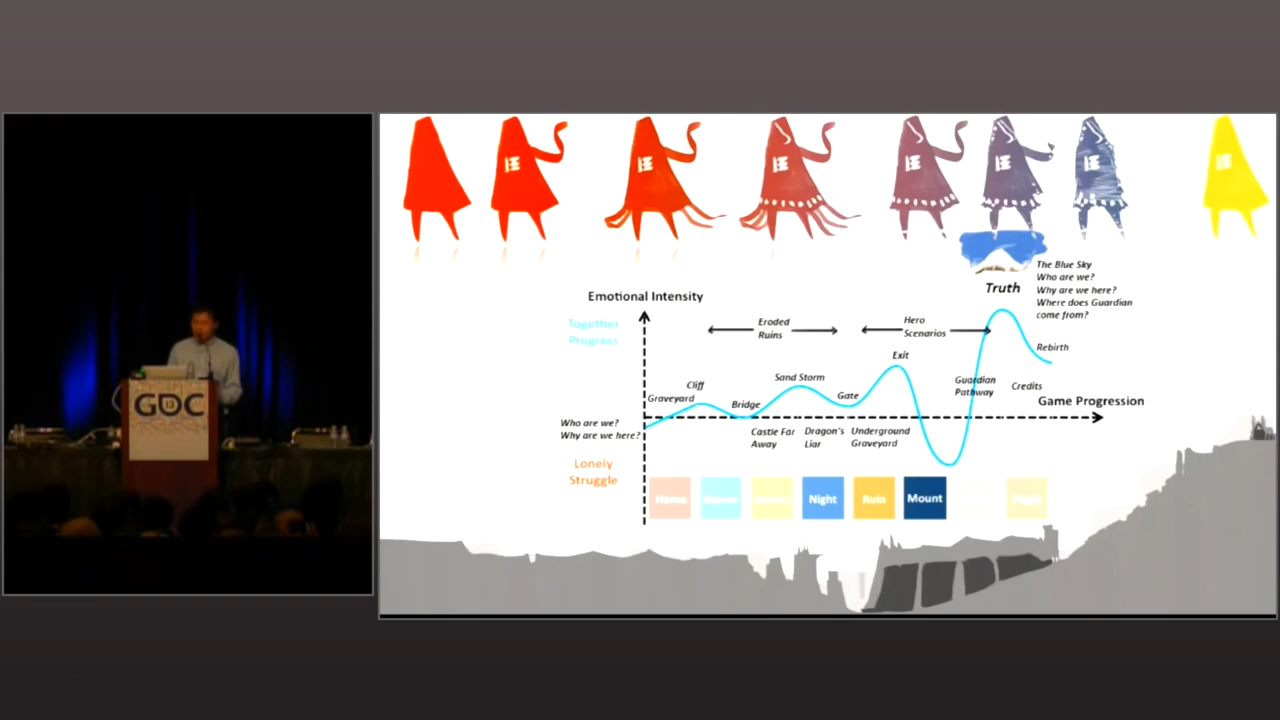 GDC
13
The Blue Sky
Who are we?
Why are we here?
Where does Guardian
come from?
Truth
Emotional Intensity
Together
Progress
Eroded
Ruins
Hero
Scenarios
Exit
Rebirth
Cliff
Sand Storm
Guardian
Pathway
Credits
Graveyard
Bridge
Gate
Game Progression
Who are we?
Why are we here?
Castle Far
Away
Dragon's
Liar
Underground
Graveyard
Lonely
Struggle
Home
Night
Ruin
Mount